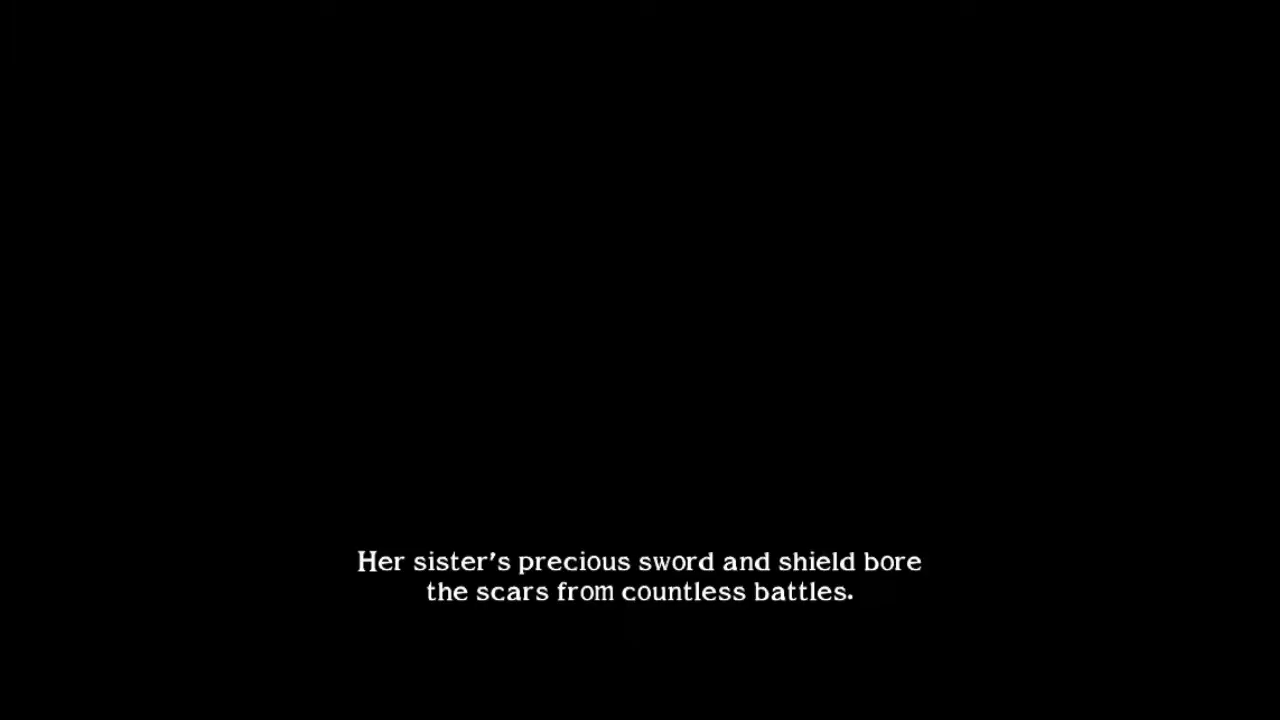 Her sister's precious sword and shield bore
the scars from countless battles.